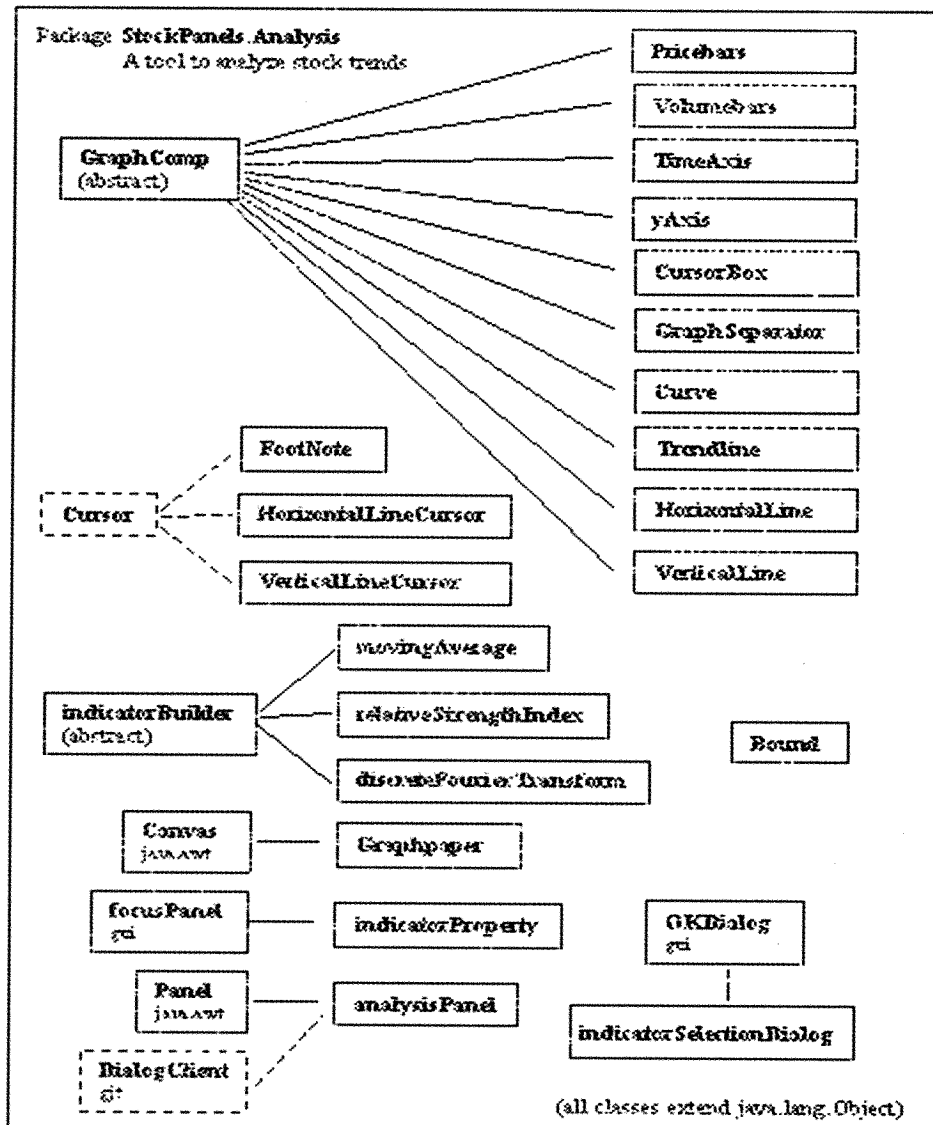 Package StockPanels.Analysis
A tool to analyze stock trends
Pricebars
Volumebars
GraphComp
(abstract)
TimeAxis
yAxis
CursorBox
GraphSeparator
Curve
Trendline
HorizontalLine
VerticalLine
FootNote
Cursor
HorizontalLineCursor
VerticalLineCursor
movingAverage
indicatorBuilder
(abstract)
relativeStrengthIndex
discreteFourierTransform
Bound
Canvas
java.awt
Graphpaper
focusPanel
gui
indicatorProperty
OKDialog
gui
Panel
java.awt
analysisPanel
indicatorSelectionDialog
DialogClient
(all classes extend java.lang.Object)